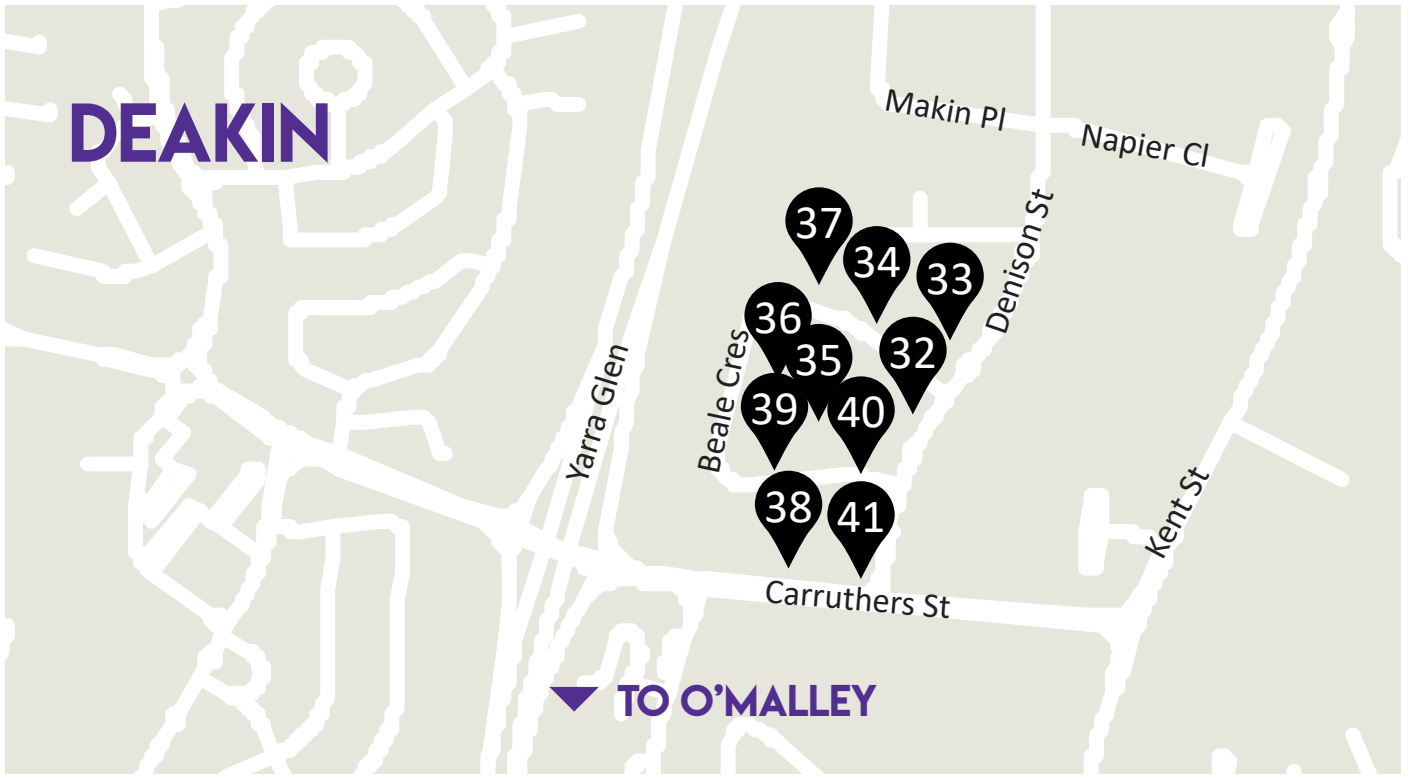 DEAKIN
Makin Pl
Napier Cl
37
34
33
Denison St
36
35
32
Beale Cres
Yarra Glen
39
40
38
41
Kent St
Carruthers St
TO O’MALLEY